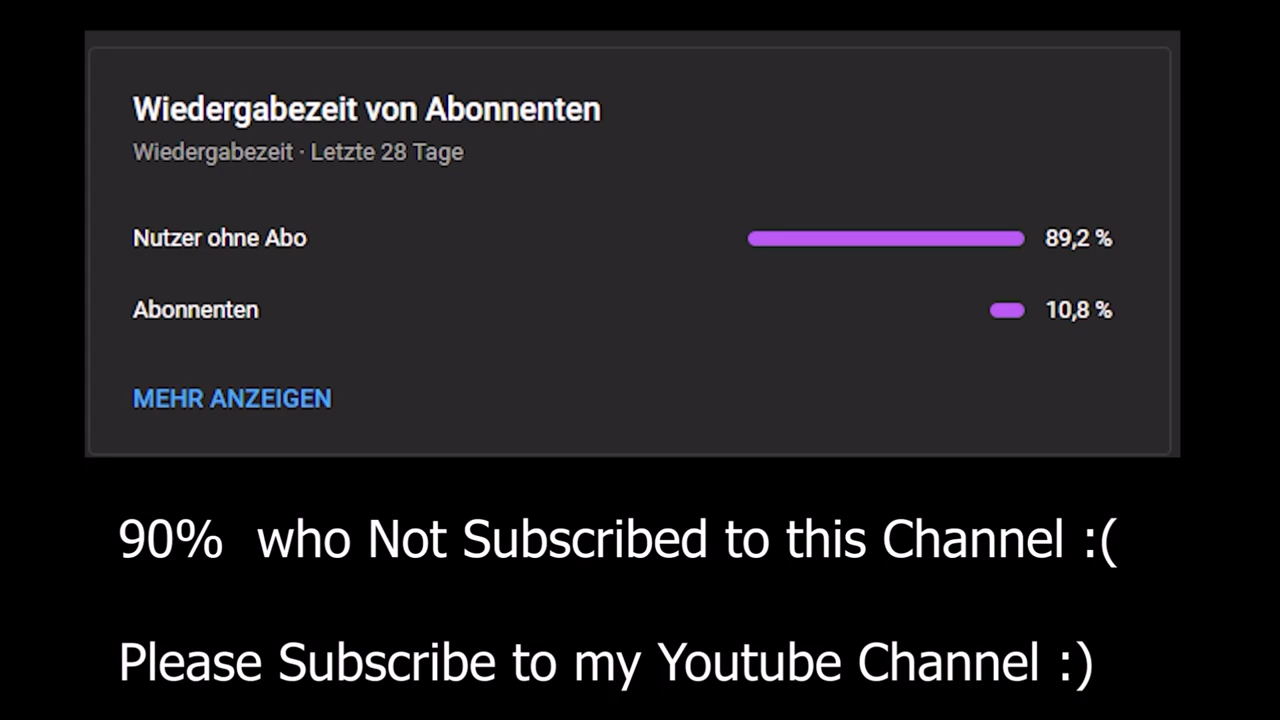 Wiedergabezeit von Abonnenten
Wiedergabezeit · Letzte 28 Tage
Nutzer ohne Abo 89,2 %
Abonnenten 10,8 %
MEHR ANZEIGEN
90% who Not Subscribed to this Channel :(
Please Subscribe to my Youtube Channel :)